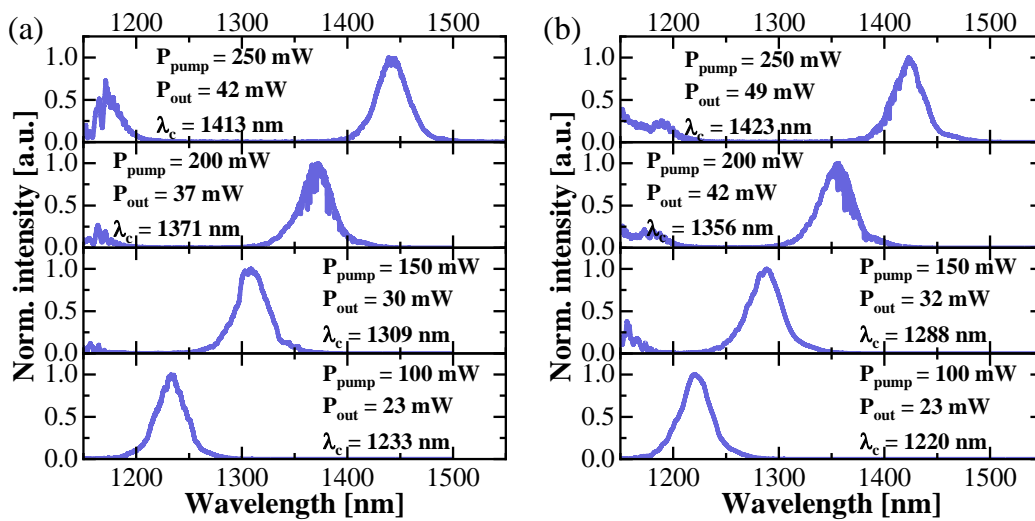 (a)
1200 1300 1400 1500
Norm. intensity [a.u.]
1.0
0.5
0.0
P_pump = 250 mW
P_out = 42 mW
λ_c = 1413 nm
1.0
0.5
0.0
P_pump = 200 mW
P_out = 37 mW
λ_c = 1371 nm
1.0
0.5
0.0
P_pump = 150 mW
P_out = 30 mW
λ_c = 1309 nm
1.0
0.5
0.0
P_pump = 100 mW
P_out = 23 mW
λ_c = 1233 nm
1200 1300 1400 1500
Wavelength [nm]
(b)
1200 1300 1400 1500
Norm. intensity [a.u.]
1.0
0.5
0.0
P_pump = 250 mW
P_out = 49 mW
λ_c = 1423 nm
1.0
0.5
0.0
P_pump = 200 mW
P_out = 42 mW
λ_c = 1356 nm
1.0
0.5
0.0
P_pump = 150 mW
P_out = 32 mW
λ_c = 1288 nm
1.0
0.5
0.0
P_pump = 100 mW
P_out = 23 mW
λ_c = 1220 nm
1200 1300 1400 1500
Wavelength [nm]